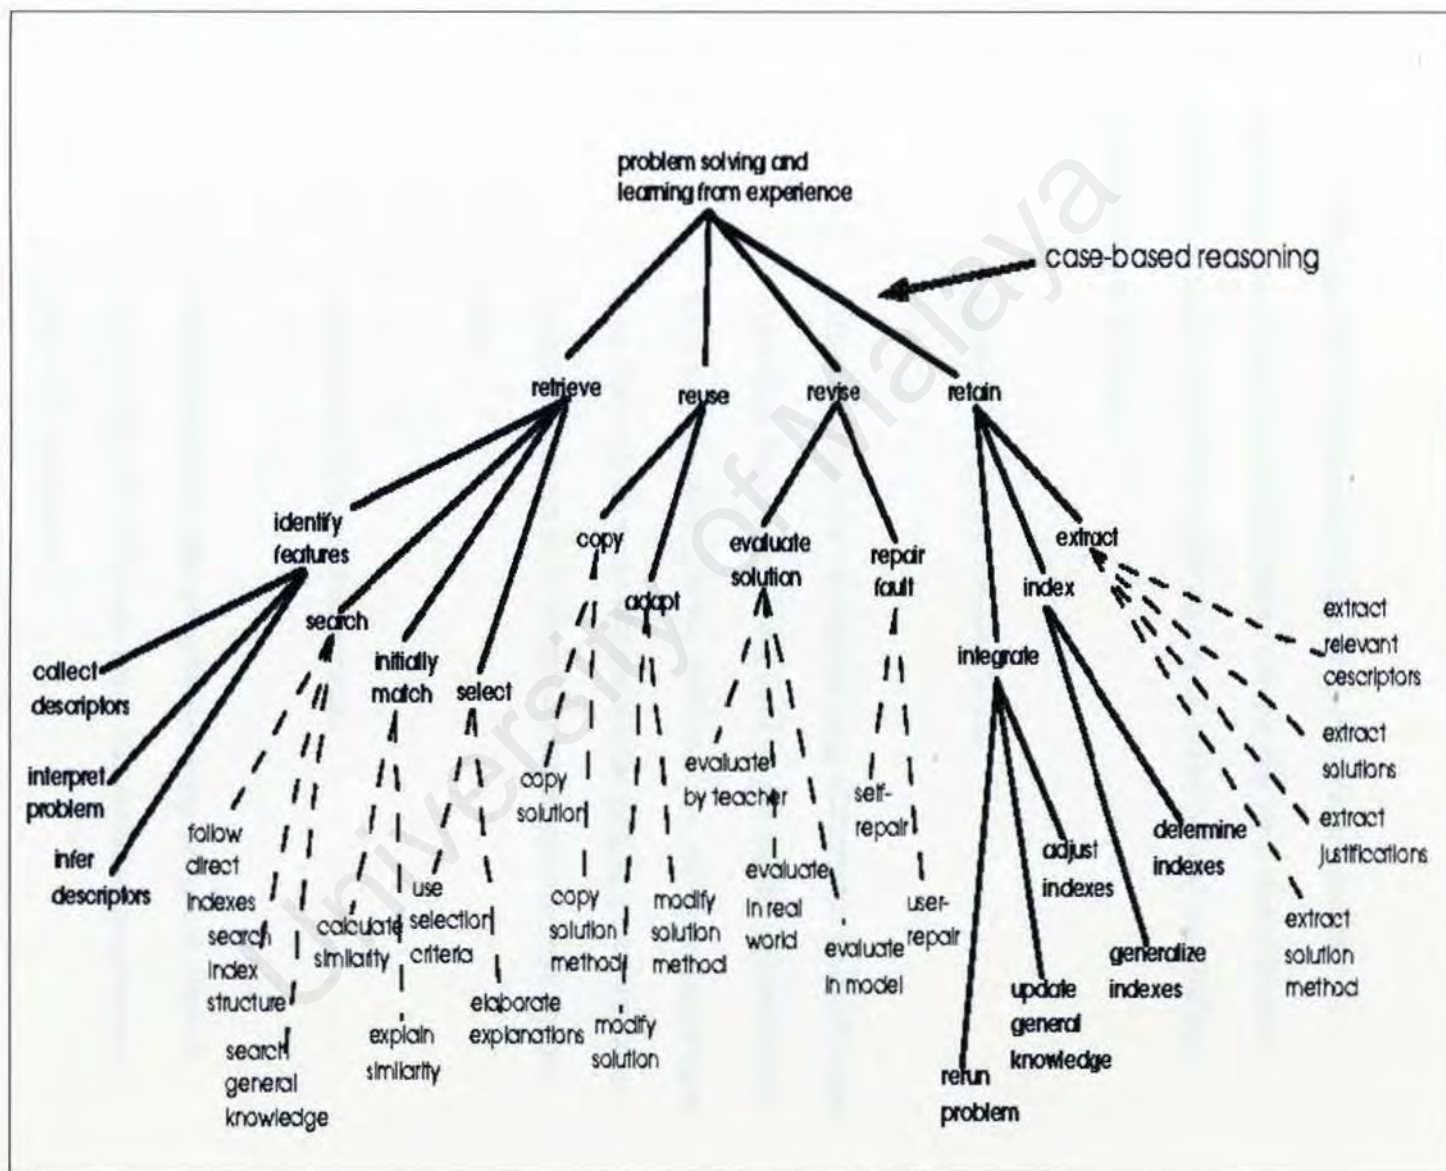 problem solving and
learning from experience
case-based reasoning
retrieve
reuse
revise
retain
identify
features
search
initially
match
select
copy
adapt
evaluate
solution
repair
fault
integrate
index
extract
collect
descriptors
interpret
problem
infer
descriptors
follow
direct
indexes
search
index
structure
search
general
knowledge
calculate
similarity
explain
similarity
use
selection
criteria
elaborate
explanations
copy
solution
copy
solution
method
modify
solution
modify
solution
method
evaluate
by teacher
evaluate
in real
world
evaluate
in model
self-
repair
user-
repair
rerun
problem
update
general
knowledge
adjust
indexes
generalize
indexes
determine
indexes
extract
relevant
cescriptors
extract
solutions
extract
justifications
extract
solution
method
University of Malaya